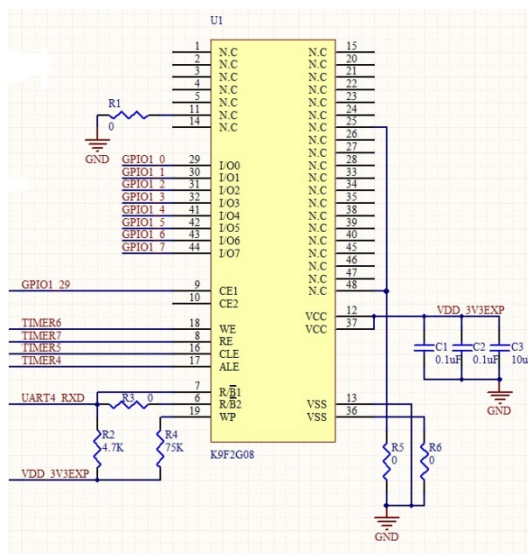 U1
1 N.C
2 N.C
3 N.C
4 N.C
5 N.C
11 N.C
14 N.C
R1
0
GND
GPIO1_0 29 I/O0
GPIO1_1 30 I/O1
GPIO1_2 31 I/O2
GPIO1_3 32 I/O3
GPIO1_4 41 I/O4
GPIO1_5 42 I/O5
GPIO1_6 43 I/O6
GPIO1_7 44 I/O7
GPIO1_29 9 CE1
10 CE2
TIMER6 18 WE
TIMER7 8 RE
TIMER5 16 CLE
TIMER4 17 ALE
7 R/B1
UART4_RXD R3 0 6 R/B2
19 WP
R2
4.7K
R4
75K
VDD_3V3EXP
K9F2G08
N.C 15
N.C 20
N.C 21
N.C 22
N.C 23
N.C 24
N.C 25
N.C 26
N.C 27
N.C 28
N.C 33
N.C 34
N.C 35
N.C 38
N.C 39
N.C 40
N.C 45
N.C 46
N.C 47
N.C 48
VCC 12
VCC 37
VDD_3V3EXP
C1
0.1uF
C2
0.1uF
C3
10u
GND
VSS 13
VSS 36
R5
0
R6
0
GND